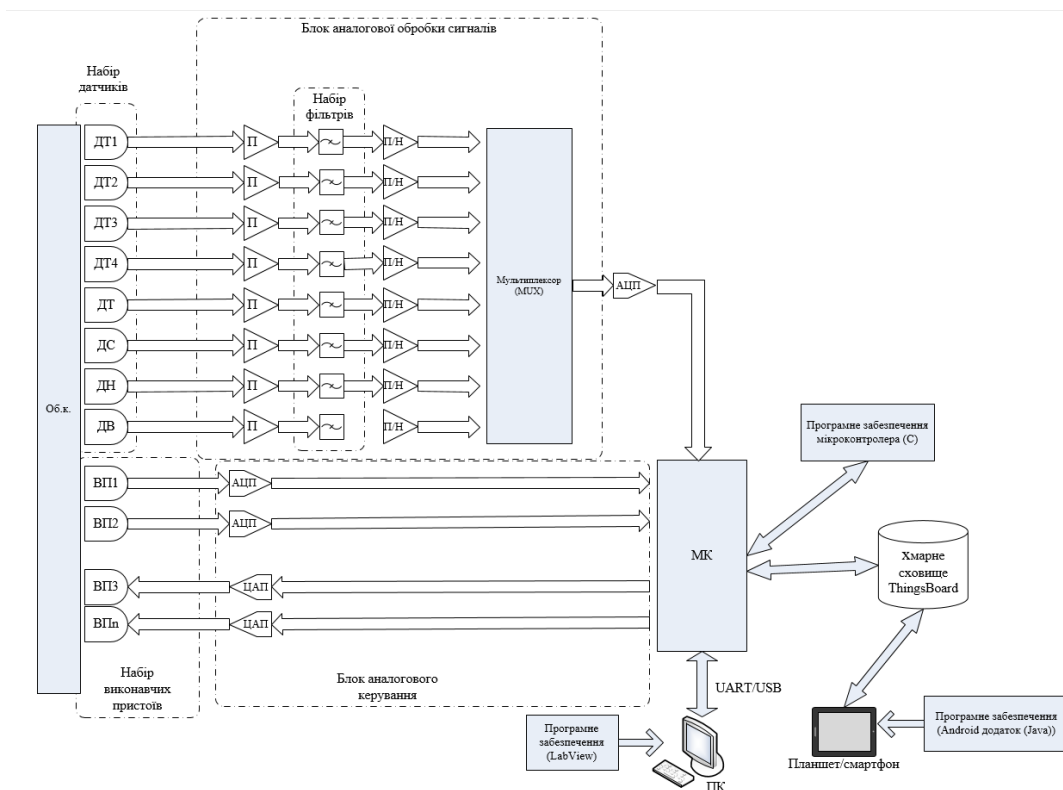 Блок аналогової обробки сигналів
Набір
датчиків
Набір
фільтрів
ДТ1
П
П/Н
ДТ2
П
П/Н
ДТ3
П
П/Н
ДТ4
П
П/Н
ДТ
П
П/Н
ДС
П
П/Н
ДН
П
П/Н
ДВ
П
П/Н
Мультиплексор
(MUX)
АЦП
Об.к.
ВП1
АЦП
ВП2
АЦП
ВП3
ЦАП
ВПn
ЦАП
Набір
виконавчих
пристоїв
Блок аналогового
керування
МК
Програмне забезпечення
мікроконтролера (С)
Хмарне
сховище
ThingsBoard
UART/USB
Програмне
забезпечення
(LabView)
ПК
Планшет/смартфон
Програмне забезпечення
(Android додаток (Java))